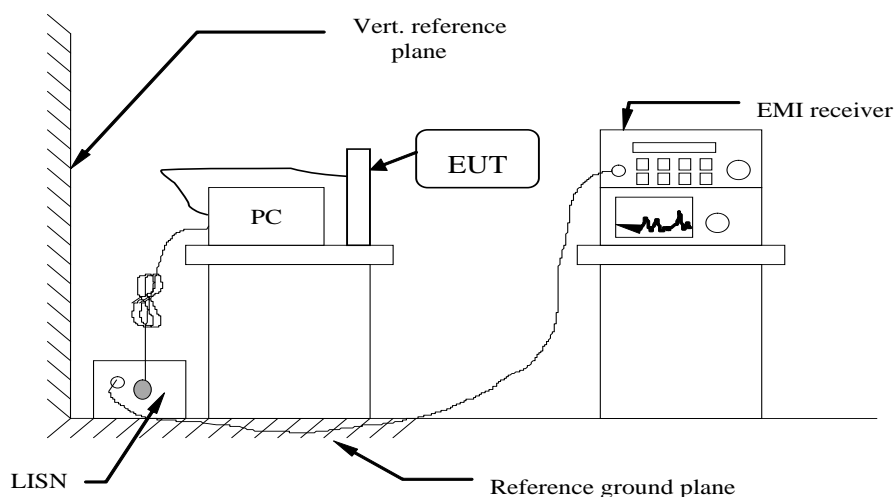 Vert. reference
plane
EMI receiver
EUT
PC
LISN
Reference ground plane